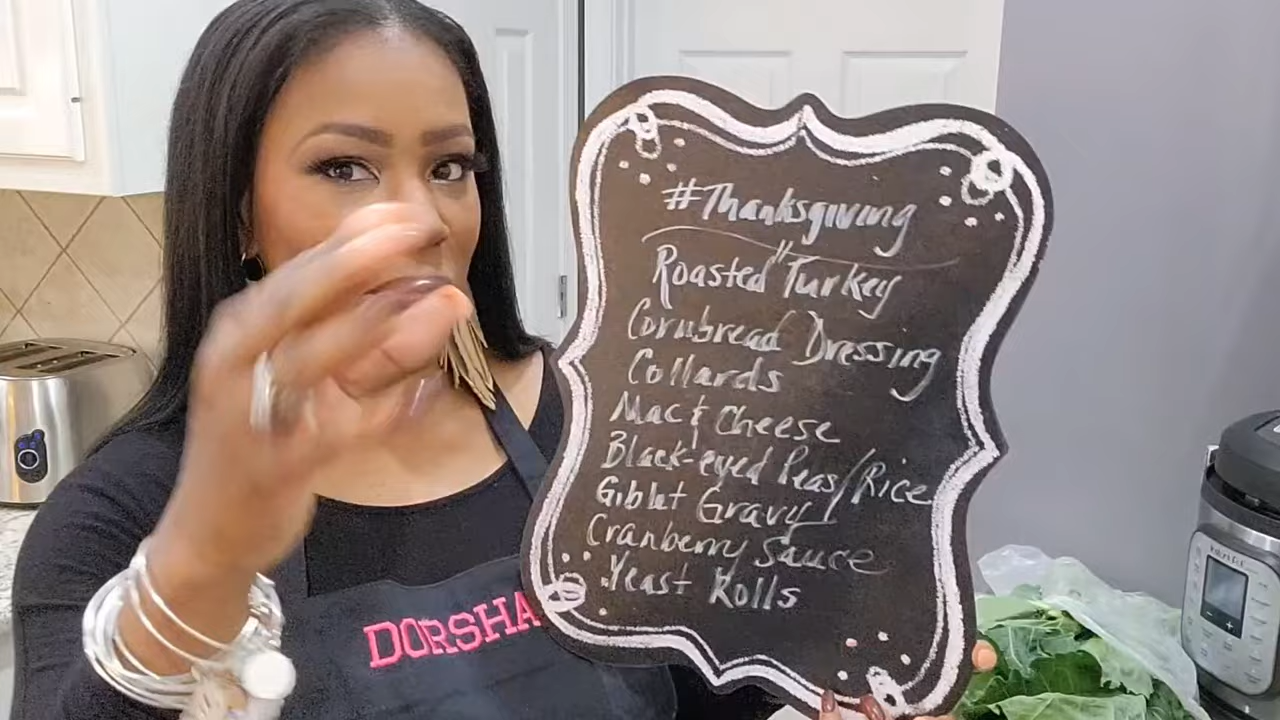 #Thanksgiving
Roasted "Turkey
Cornbread Dressing
Collards
Mac & Cheese
Black-eyed Peas/Rice
Giblet Gravy
Cranberry Sauce
Yeast Rolls
DORSHA